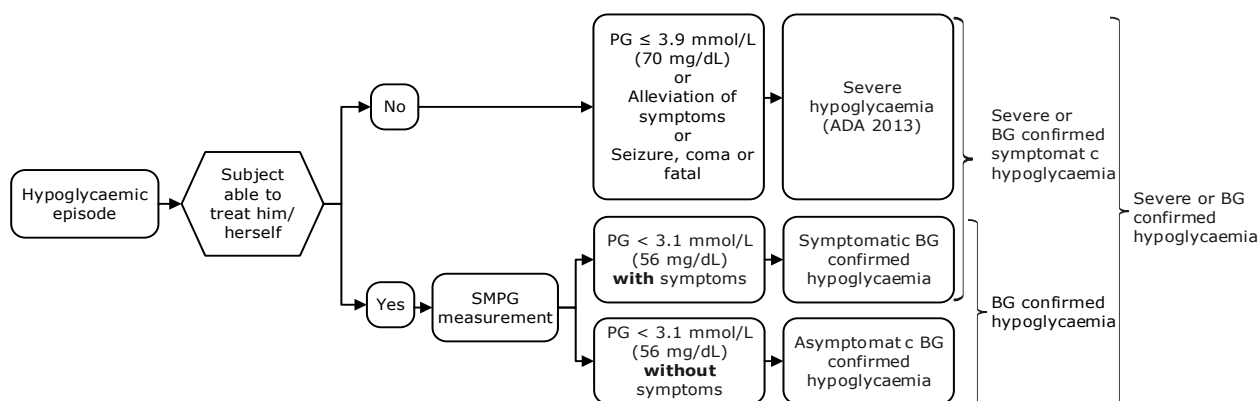 Hypoglycaemic
episode
Subject
able to
treat him/
herself
No
PG ≤ 3.9 mmol/L
(70 mg/dL)
or
Alleviation of
symptoms
or
Seizure, coma or
fatal
Severe
hypoglycaemia
(ADA 2013)
Yes
SMPG
measurement
PG < 3.1 mmol/L
(56 mg/dL)
with symptoms
Symptomatic BG
confirmed
hypoglycaemia
PG < 3.1 mmol/L
(56 mg/dL)
without
symptoms
Asymptomat c BG
confirmed
hypoglycaemia
Severe or
BG confirmed
symptomat c
hypoglycaemia
BG confirmed
hypoglycaemia
Severe or BG
confirmed
hypoglycaemia